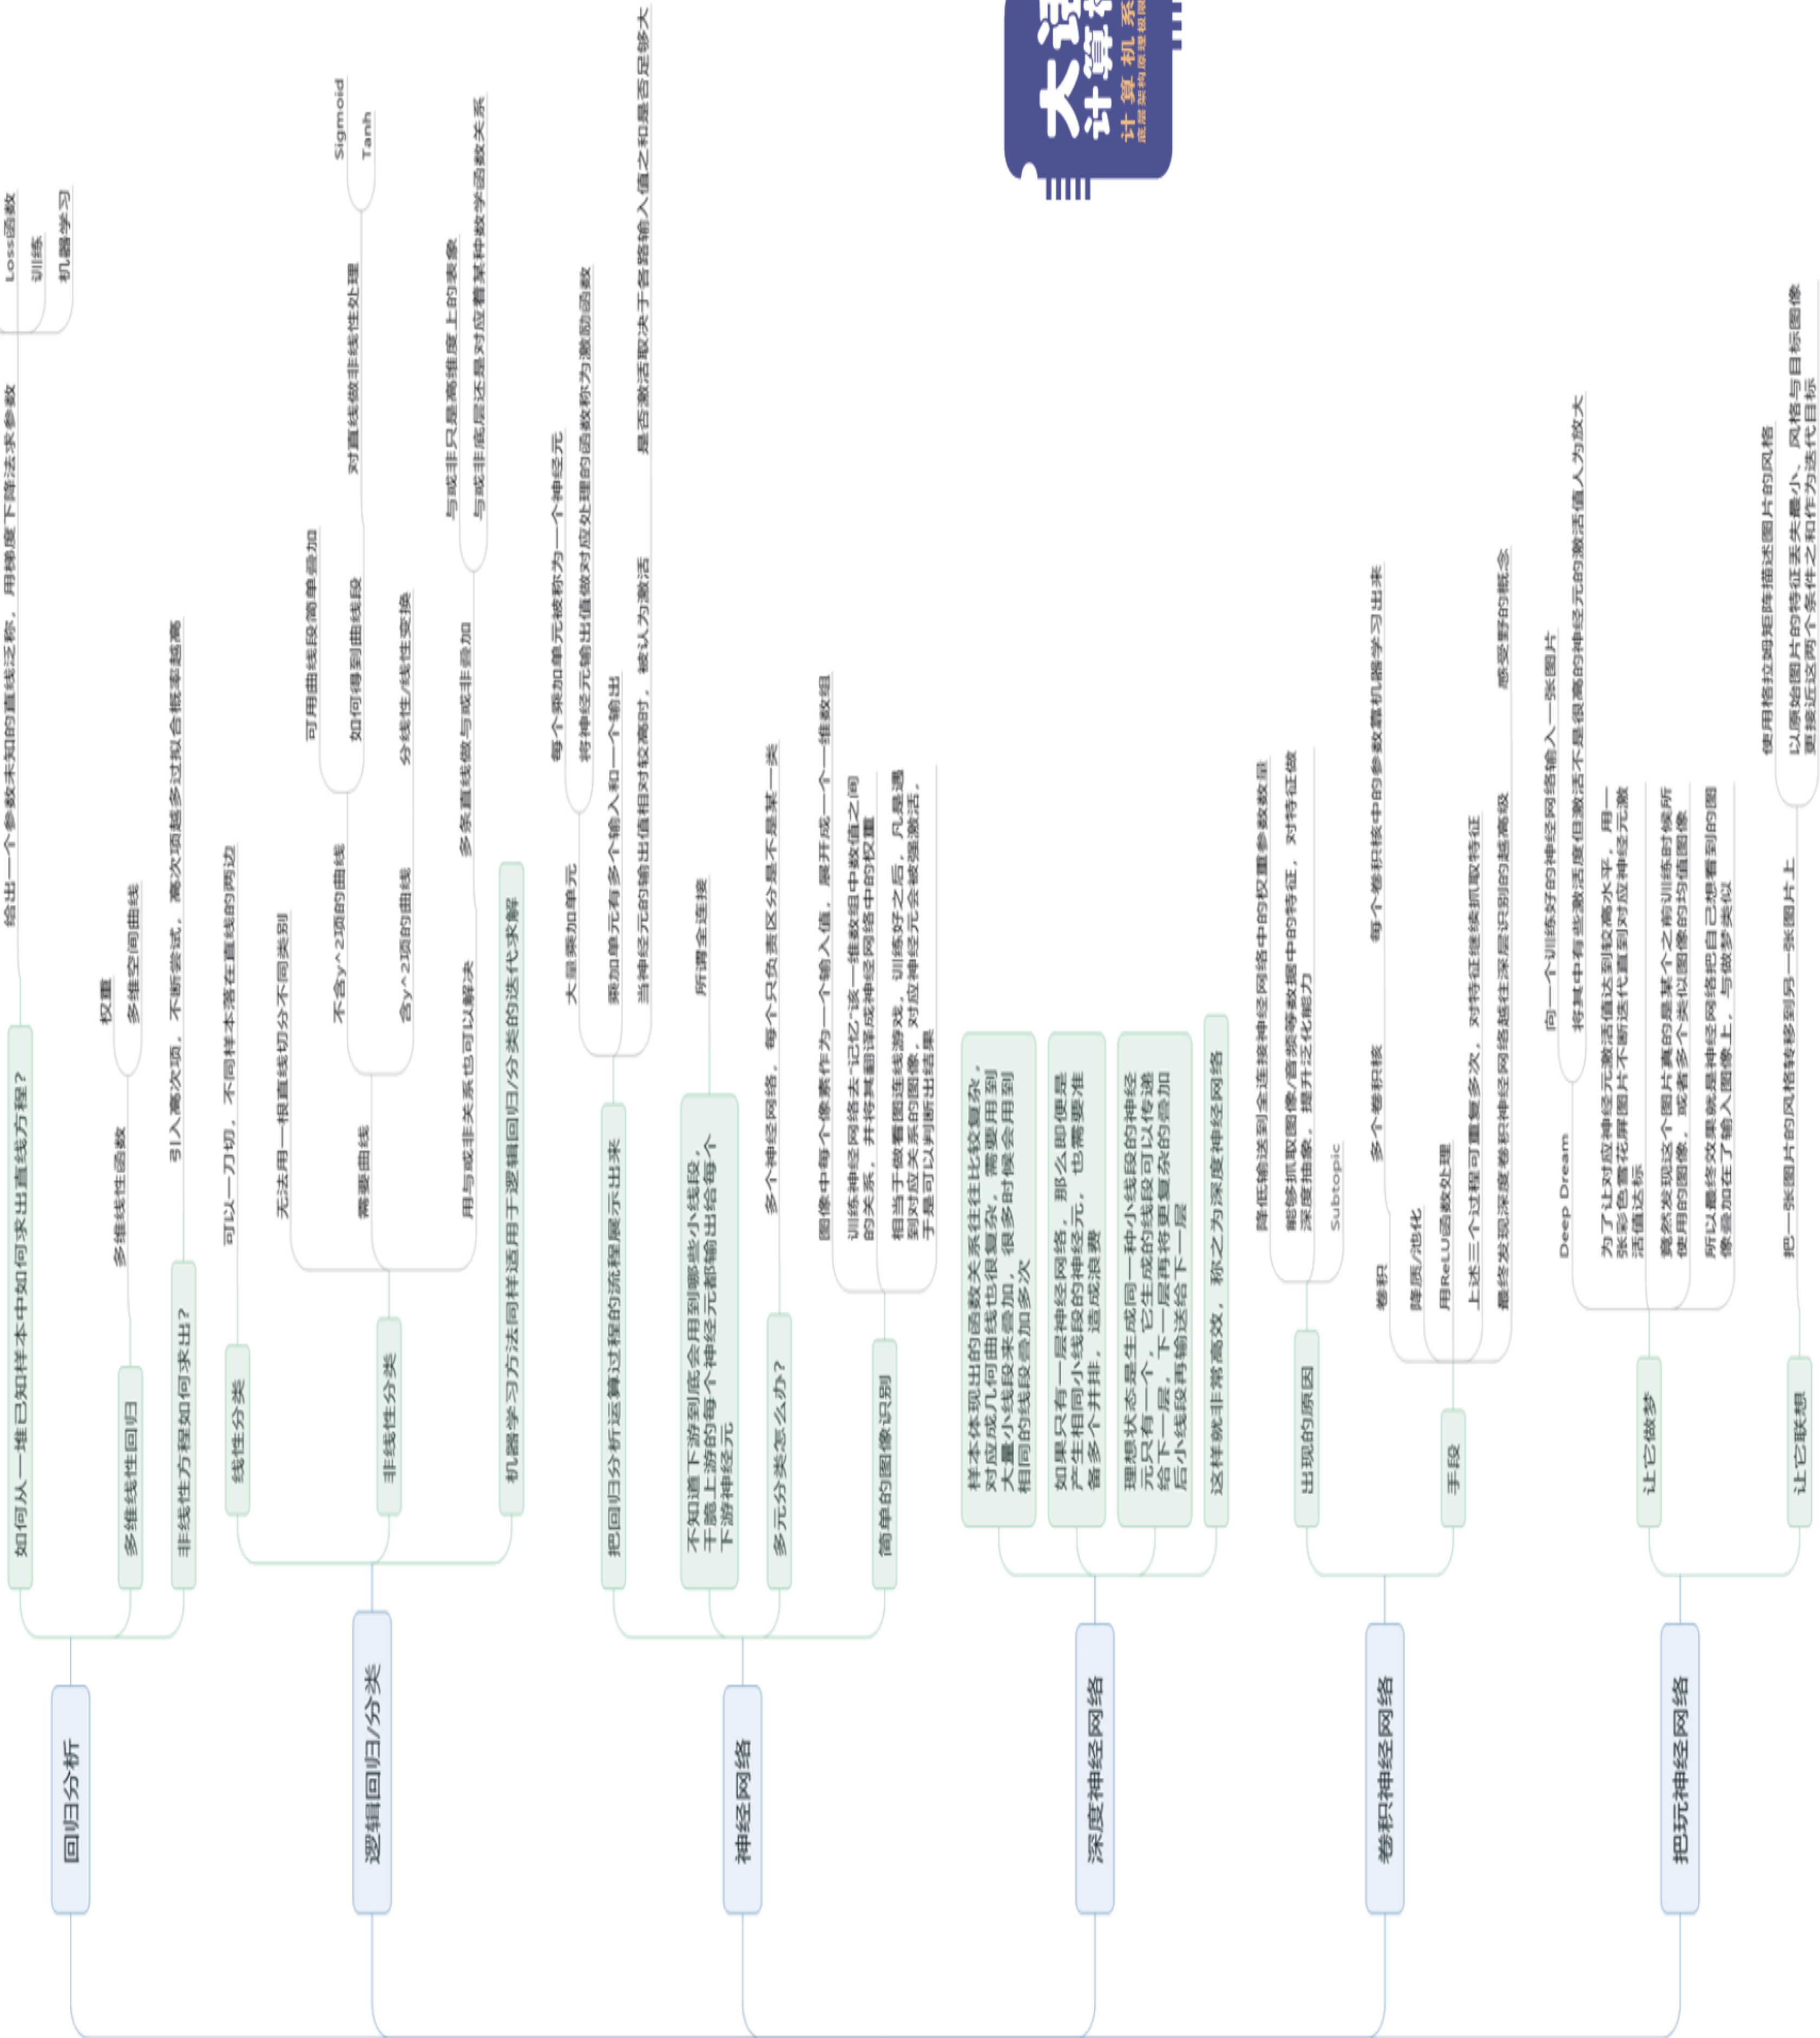 回归分析
如何从一堆已知样本中如何求出直线方程?
给出一个参数未知的直线泛称,用梯度下降法求参数
Loss函数
训练
机器学习
多维线性回归
多维线性函数
权重
多维空间曲线
非线性方程如何求出?
引入高次项,不断尝试,高次项越多过拟合概率越高
逻辑回归/分类
线性分类
可以一刀切,不同样本落在直线的两边
非线性分类
无法用一根直线切分不同类别
需要曲线
不含y^2项的曲线
可用曲线段简单叠加
如何得到曲线段
对直线做非线性处理
Sigmoid
Tanh
含y^2项的曲线
分线性/线性变换
用与或非关系也可以解决
多条直线做与或非叠加
与或非只是高维度上的表象
与或非底层还是对应着某种数学函数关系
机器学习方法同样适用于逻辑回归/分类的迭代求解
神经网络
把回归分析运算过程的流程展示出来
大量乘加单元
每个乘加单元被称为一个神经元
将神经元输出值做对应处理的函数称为激励函数
乘加单元有多个输入和一个输出
当神经元的输出值相对较高时,被认为激活
是否激活取决于各路输入值之和是否足够大
不知道下游到底会用到哪些小线段,
干脆上游的每个神经元都输出给每个
下游神经元
所谓全连接
多元分类怎么办?
多个神经网络,每个只负责区分是不是某一类
简单的图像识别
图像中每个像素作为一个输入值,展开成一个一维数组
训练神经网络去“记忆”该一维数组中数值之间
的关系,并将其翻译成神经网络中的权重
相当于做看图连线游戏,训练好之后,凡是遇
到对应关系的图像,对应神经元会被强激活,
于是可以判断出结果
深度神经网络
样本体现出的函数关系往往比较复杂,
对应成几何曲线也很复杂,需要用到
大量小线段来叠加,很多时候会用到
相同的线段叠加多次
如果只有一层神经网络,那么即便是
产生相同小线段的神经元,也需要准
备多个并排,造成浪费
理想状态是生成同一种小线段的神经
元只有一个,它生成的线段可以传递
给下一层,下一层再将更复杂的叠加
后小线段再输送给下一层
这样就非常高效,称之为深度神经网络
卷积神经网络
出现的原因
降低输送到全连接神经网络中的权重参数数量
能够抓取图像/音频等数据中的特征,对特征做
深度抽象,提升泛化能力
Subtopic
手段
卷积
多个卷积核
每个卷积核中的参数靠机器学习出来
降质/池化
用ReLU函数处理
上述三个过程可重复多次,对特征继续抓取特征
最终发现深度卷积神经网络越往深层识别的越高级
感受野的概念
把玩神经网络
让它做梦
Deep Dream
向一个训练好的神经网络输入一张图片
将其中有些激活度但激活不是很高的神经元的激活值人为放大
为了让对应神经元激活值达到较高水平,用一
张彩色雪花屏图片不断迭代直到对应神经元激
活值达标
竟然发现这个图片真的是某个之前训练的时候所
使用的图像,或者多个类似图像的均值图像
所以最终效果就是神经网络把自己想看到的图
像叠加在了输入图像上,与做梦类似
让它联想
把一张图片的风格转移到另一张图片上
使用格拉姆矩阵描述图片的风格
以原始图片的特征丢失最小、风格与目标图像
更接近这两个条件之和作为迭代目标
大话
计算机
计算机系
底层架构原理极限